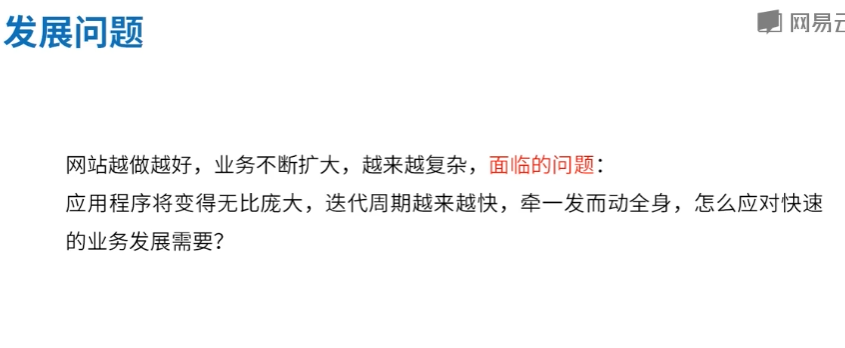 发展问题
网易云
网站越做越好，业务不断扩大，越来越复杂，面临的问题：
应用程序将变得无比庞大，迭代周期越来越快，牵一发而动全身，怎么应对快速
的业务发展需要？